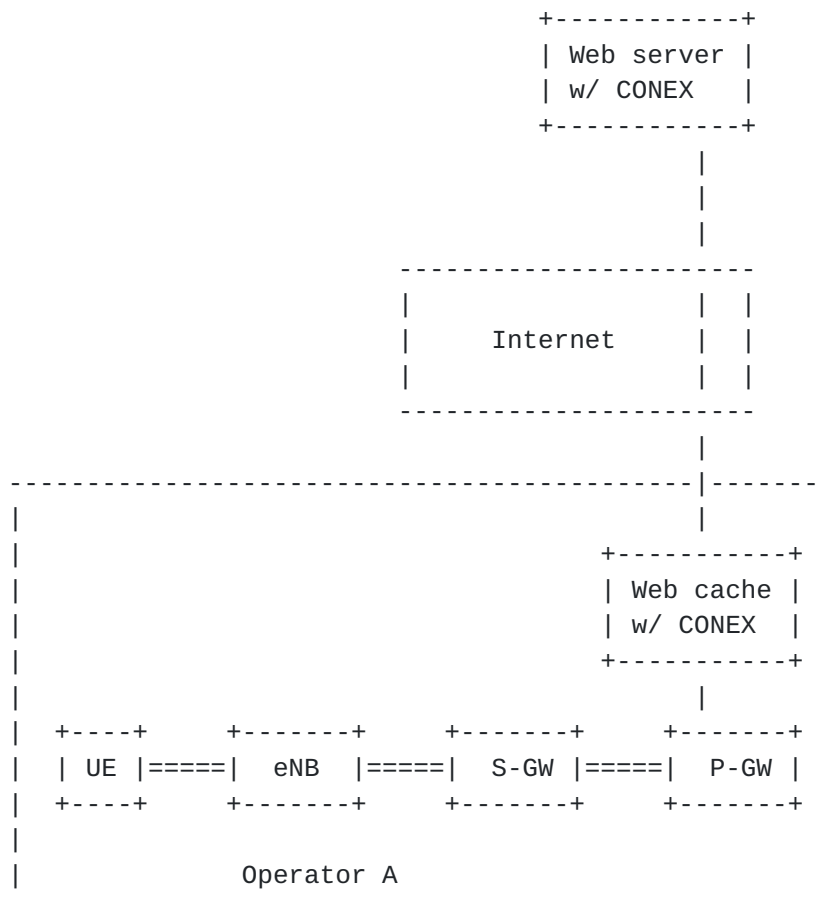 Web server
w/ CONEX
Internet
Web cache
w/ CONEX
UE eNB S-GW P-GW
Operator A